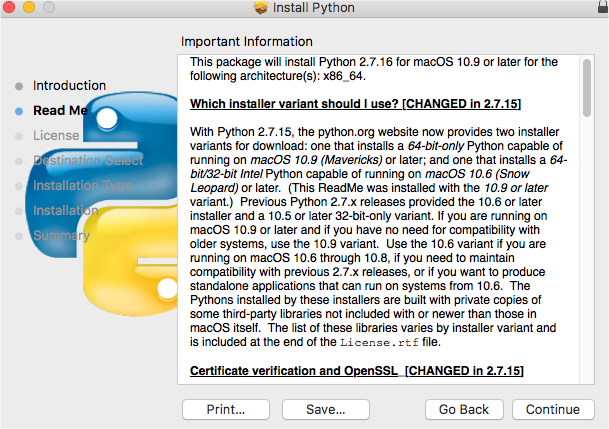 Install Python
Important Information
Introduction
Read Me
License
Destination Select
Installation Type
Installation
Summary
This package will install Python 2.7.16 for macOS 10.9 or later for the
following architecture(s): x86_64.
Which installer variant should I use? [CHANGED in 2.7.15]
With Python 2.7.15, the python.org website now provides two installer
variants for download: one that installs a 64-bit-only Python capable of
running on macOS 10.9 (Mavericks) or later; and one that installs a 64-
bit/32-bit Intel Python capable of running on macOS 10.6 (Snow
Leopard) or later.  (This ReadMe was installed with the 10.9 or later
variant.)  Previous Python 2.7.x releases provided the 10.6 or later
installer and a 10.5 or later 32-bit-only variant. If you are running on
macOS 10.9 or later and if you have no need for compatibility with
older systems, use the 10.9 variant.  Use the 10.6 variant if you are
running on macOS 10.6 through 10.8, if you need to maintain
compatibility with previous 2.7.x releases, or if you want to produce
standalone applications that can run on systems from 10.6.  The
Pythons installed by these installers are built with private copies of
some third-party libraries not included with or newer than those in
macOS itself.  The list of these libraries varies by installer variant and
is included at the end of the License.rtf file.
Certificate verification and OpenSSL  [CHANGED in 2.7.15]
Print...
Save...
Go Back
Continue